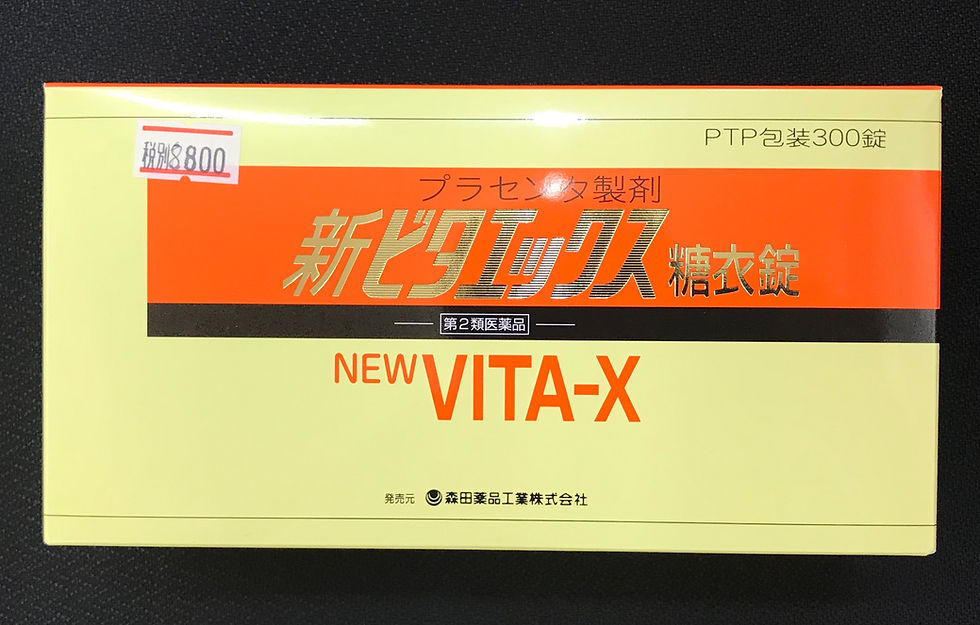 PTP包装300錠
税別8800
プラセンタ製剤
新ビタエックス糖衣錠
第2類医薬品
NEW VITA-X
発売元 森田薬品工業株式会社